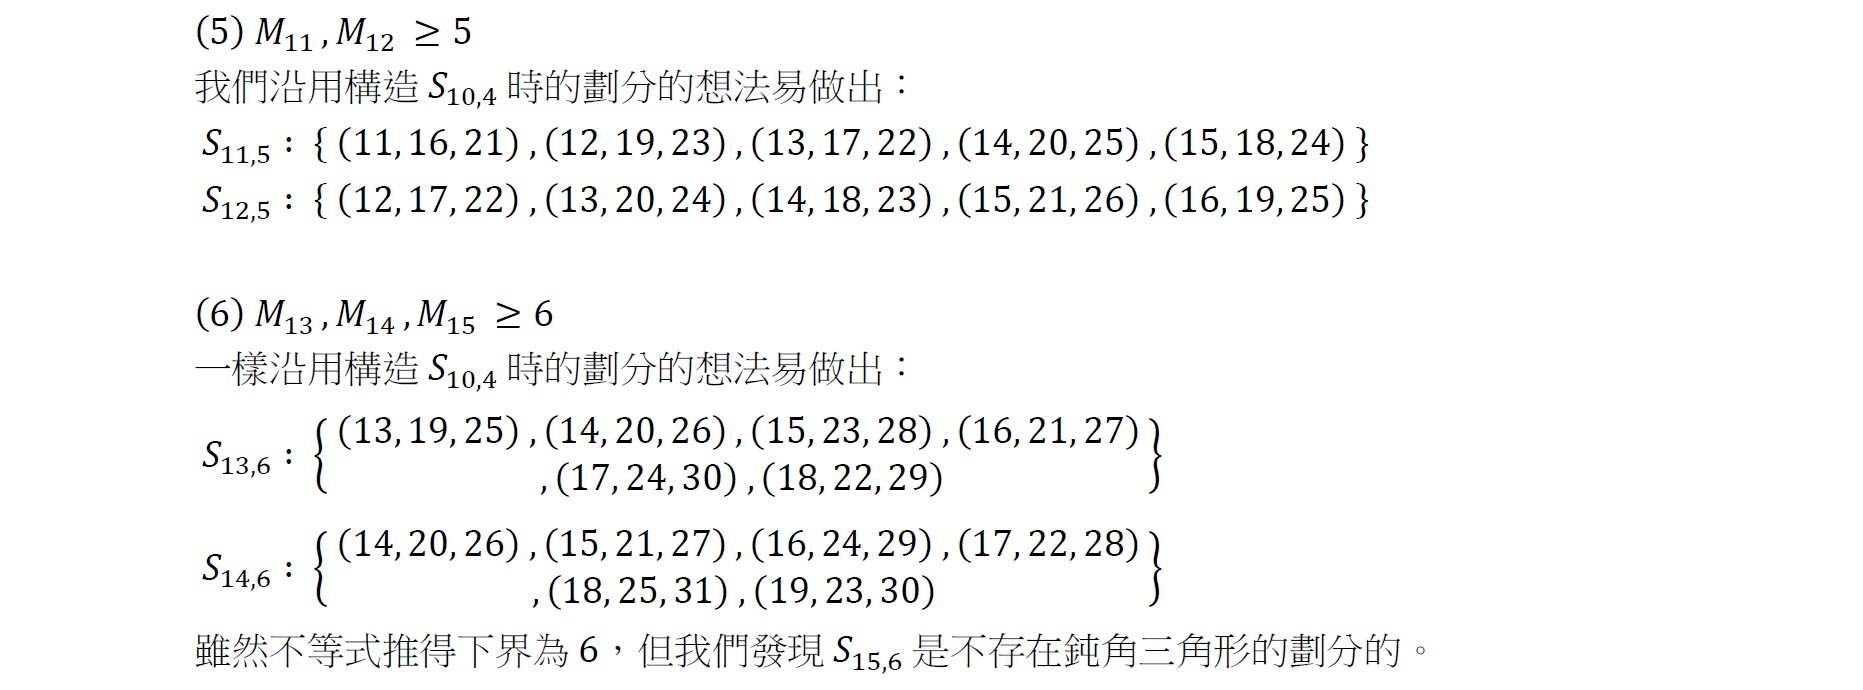 (5) M₁₁ , M₁₂ ≥ 5
我們沿用構造 S₁₀,₄ 時的劃分的想法易做出：
S₁₁,₅ : { (11, 16, 21) , (12, 19, 23) , (13, 17, 22) , (14, 20, 25) , (15, 18, 24) }
S₁₂,₅ : { (12, 17, 22) , (13, 20, 24) , (14, 18, 23) , (15, 21, 26) , (16, 19, 25) }
(6) M₁₃ , M₁₄ , M₁₅ ≥ 6
一樣沿用構造 S₁₀,₄ 時的劃分的想法易做出：
S₁₃,₆ : { (13, 19, 25) , (14, 20, 26) , (15, 23, 28) , (16, 21, 27)
, (17, 24, 30) , (18, 22, 29) }
S₁₄,₆ : { (14, 20, 26) , (15, 21, 27) , (16, 24, 29) , (17, 22, 28)
, (18, 25, 31) , (19, 23, 30) }
雖然不等式推得下界為 6，但我們發現 S₁₅,₆ 是不存在鈍角三角形的劃分的。